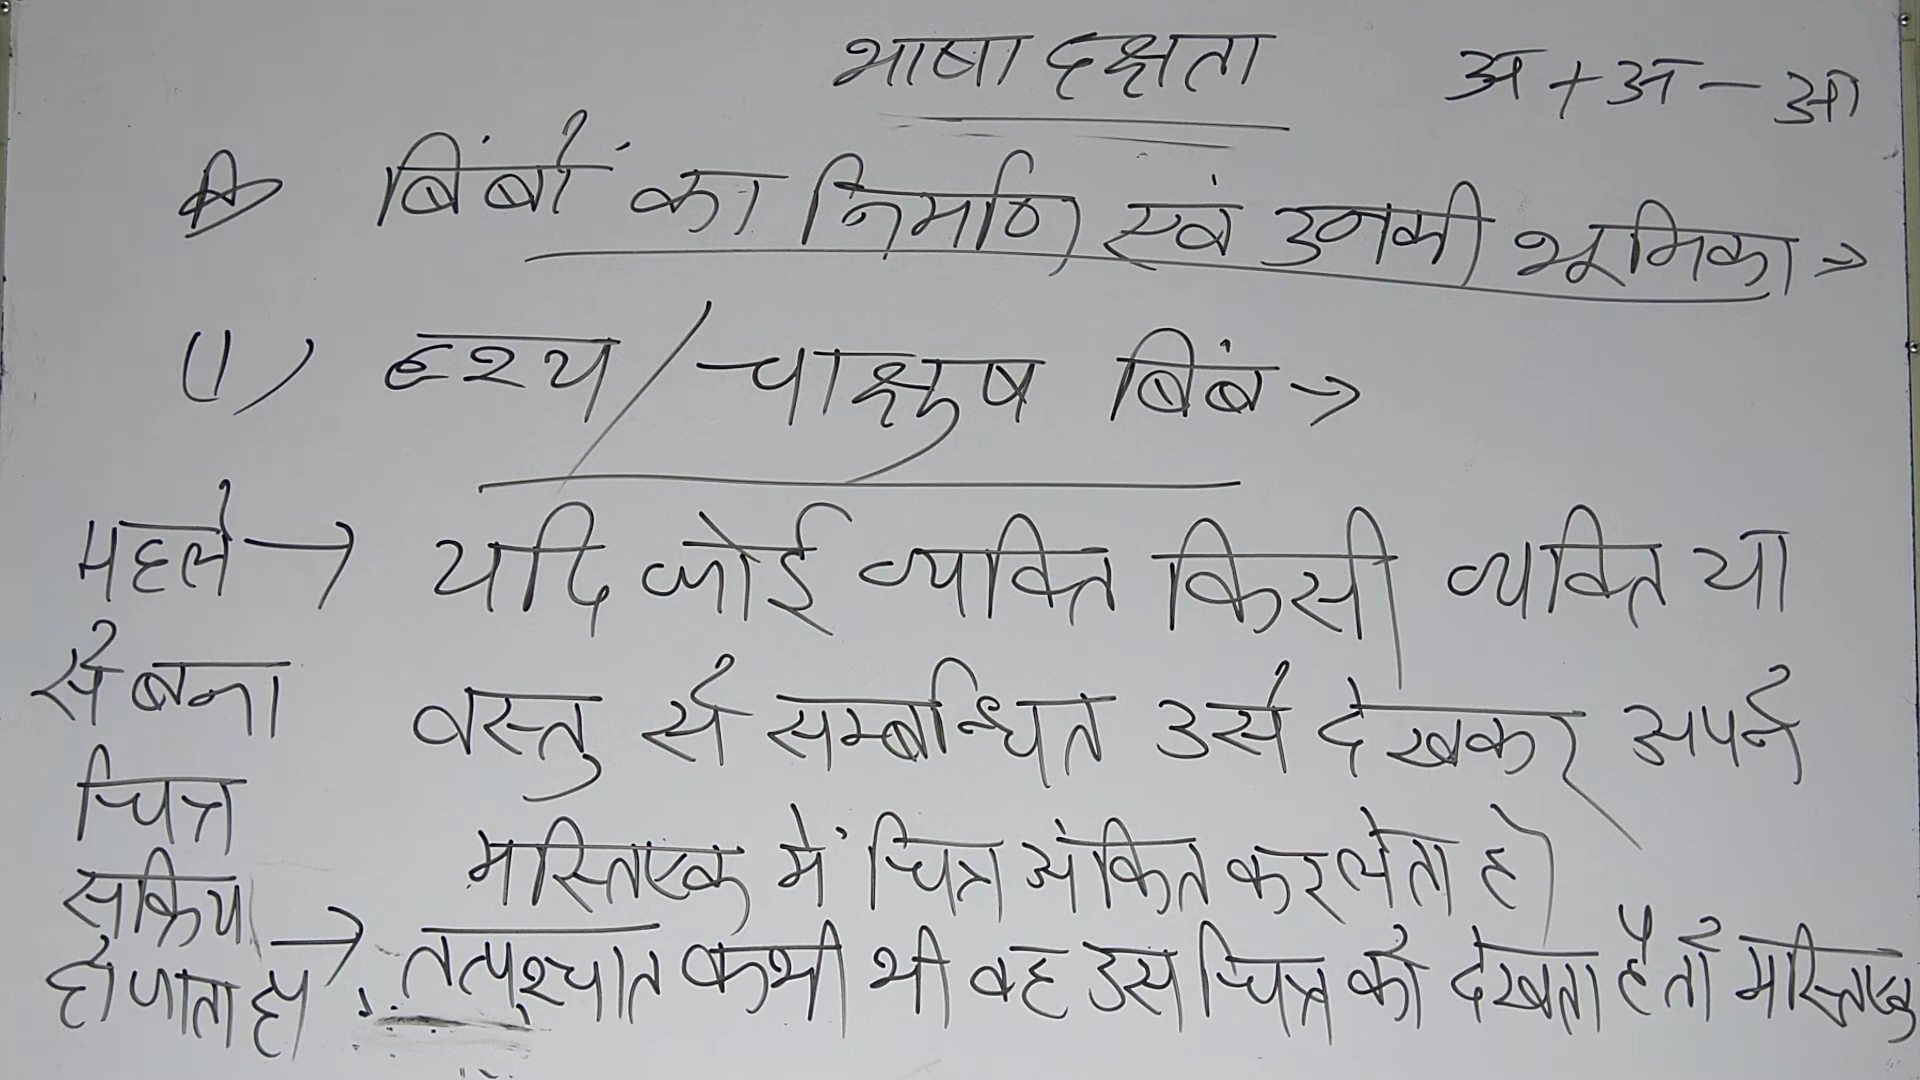 भाषा दक्षता
अ + अ - आ
बिंबों का निर्माण एवं उनकी भूमिका →
(1) दृश्य / चाक्षुष बिंब →
यदि कोई व्यक्ति किसी व्यक्ति या
वस्तु से सम्बन्धित उसे देखकर अपने
मस्तिष्क में चित्र अंकित कर लेता है
तत्पश्चात कभी भी वह उस चित्र को देखता है तो मस्तिष्क
पहले →
से बना
चित्र
सक्रिय →
हो जाता है।